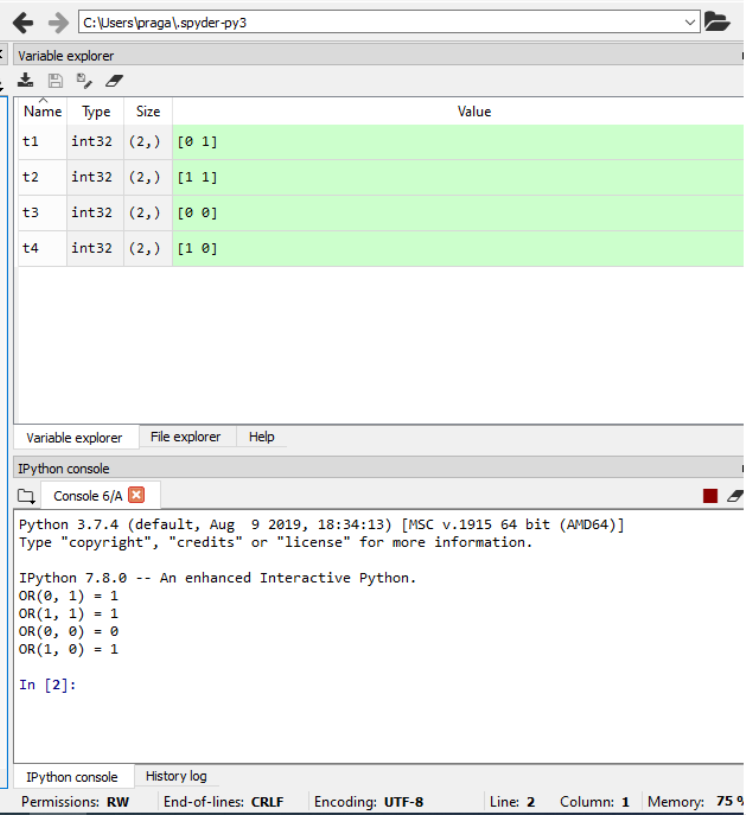 C:\Users\praga\.spyder-py3
Variable explorer
Name Type Size Value
t1 int32 (2,) [0 1]
t2 int32 (2,) [1 1]
t3 int32 (2,) [0 0]
t4 int32 (2,) [1 0]
Variable explorer File explorer Help
IPython console
Console 6/A
Python 3.7.4 (default, Aug  9 2019, 18:34:13) [MSC v.1915 64 bit (AMD64)]
Type "copyright", "credits" or "license" for more information.
IPython 7.8.0 -- An enhanced Interactive Python.
OR(0, 1) = 1
OR(1, 1) = 1
OR(0, 0) = 0
OR(1, 0) = 1
In [2]:
IPython console History log
Permissions: RW End-of-lines: CRLF Encoding: UTF-8 Line: 2 Column: 1 Memory: 75 %